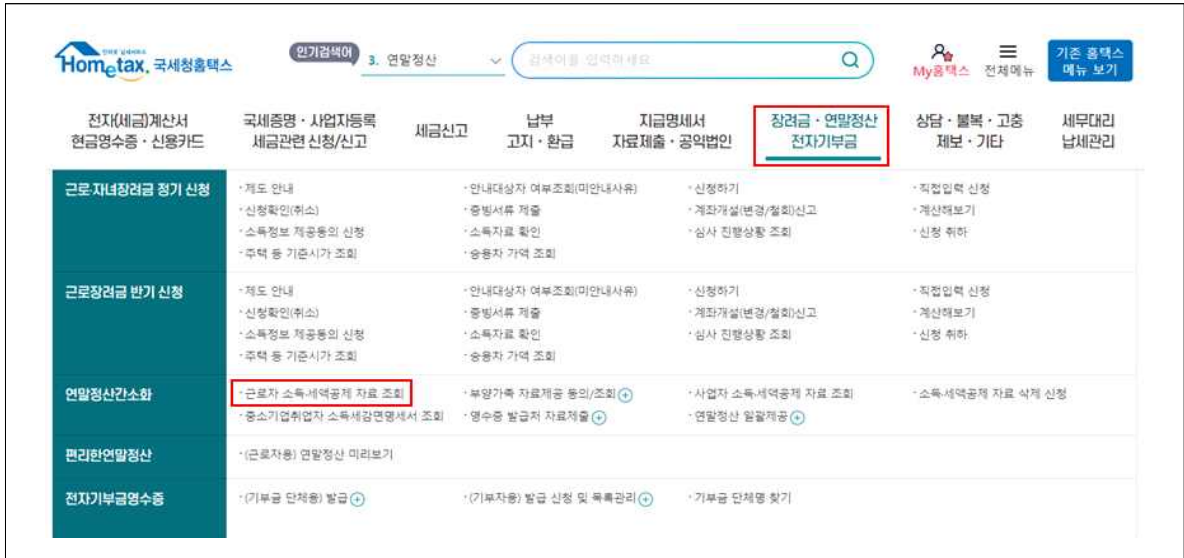 Hometax. 국세청홈택스
인기검색어
3. 연말정산
검색어를 입력하세요
My홈택스
전체메뉴
기존 홈택스
메뉴 보기
전자(세금)계산서
현금영수증 · 신용카드
국세증명 · 사업자등록
세금관련 신청/신고
세금신고
납부
고지 · 환급
지급명세서
자료제출 · 공익법인
장려금 · 연말정산
전자기부금
상담 · 불복 · 고충
제보 · 기타
세무대리
납세관리
근로·자녀장려금 정기 신청
· 제도 안내
· 안내대상자 여부조회(미안내사유)
· 신청하기
· 직접입력 신청
· 신청확인(취소)
· 증빙서류 제출
· 계좌개설(변경/철회)신고
· 계산해보기
· 소득정보 제공동의 신청
· 소득자료 확인
· 심사 진행상황 조회
· 신청 취하
· 주택 등 기준시가 조회
· 승용차 가액 조회
근로장려금 반기 신청
· 제도 안내
· 안내대상자 여부조회(미안내사유)
· 신청하기
· 직접입력 신청
· 신청확인(취소)
· 증빙서류 제출
· 계좌개설(변경/철회)신고
· 계산해보기
· 소득정보 제공동의 신청
· 소득자료 확인
· 심사 진행상황 조회
· 신청 취하
· 주택 등 기준시가 조회
· 승용차 가액 조회
연말정산간소화
· 근로자 소득·세액공제 자료 조회
· 부양가족 자료제공 동의/조회
· 사업자 소득·세액공제 자료 조회
· 소득·세액공제 자료 삭제 신청
· 중소기업취업자 소득세감면명세서 조회
· 영수증 발급처 자료제출
· 연말정산 일괄제공
편리한연말정산
· (근로자용) 연말정산 미리보기
전자기부금영수증
· (기부금 단체용) 발급
· (기부자용) 발급 신청 및 목록관리
· 기부금 단체명 찾기